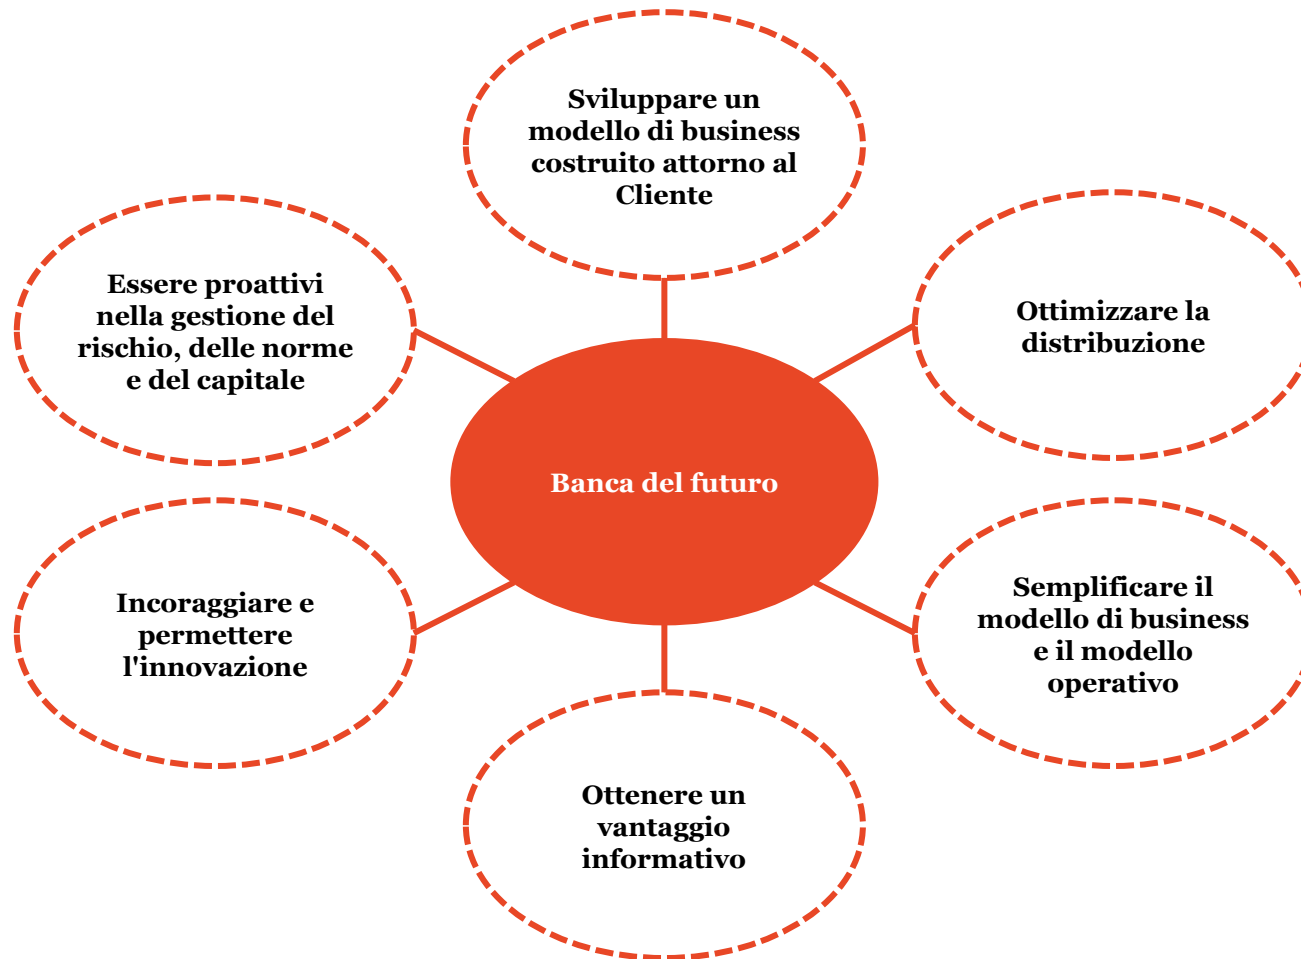 Sviluppare un
modello di business
costruito attorno al
Cliente
Essere proattivi
nella gestione del
rischio, delle norme
e del capitale
Ottimizzare la
distribuzione
Banca del futuro
Incoraggiare e
permettere
l'innovazione
Semplificare il
modello di business
e il modello
operativo
Ottenere un
vantaggio
informativo